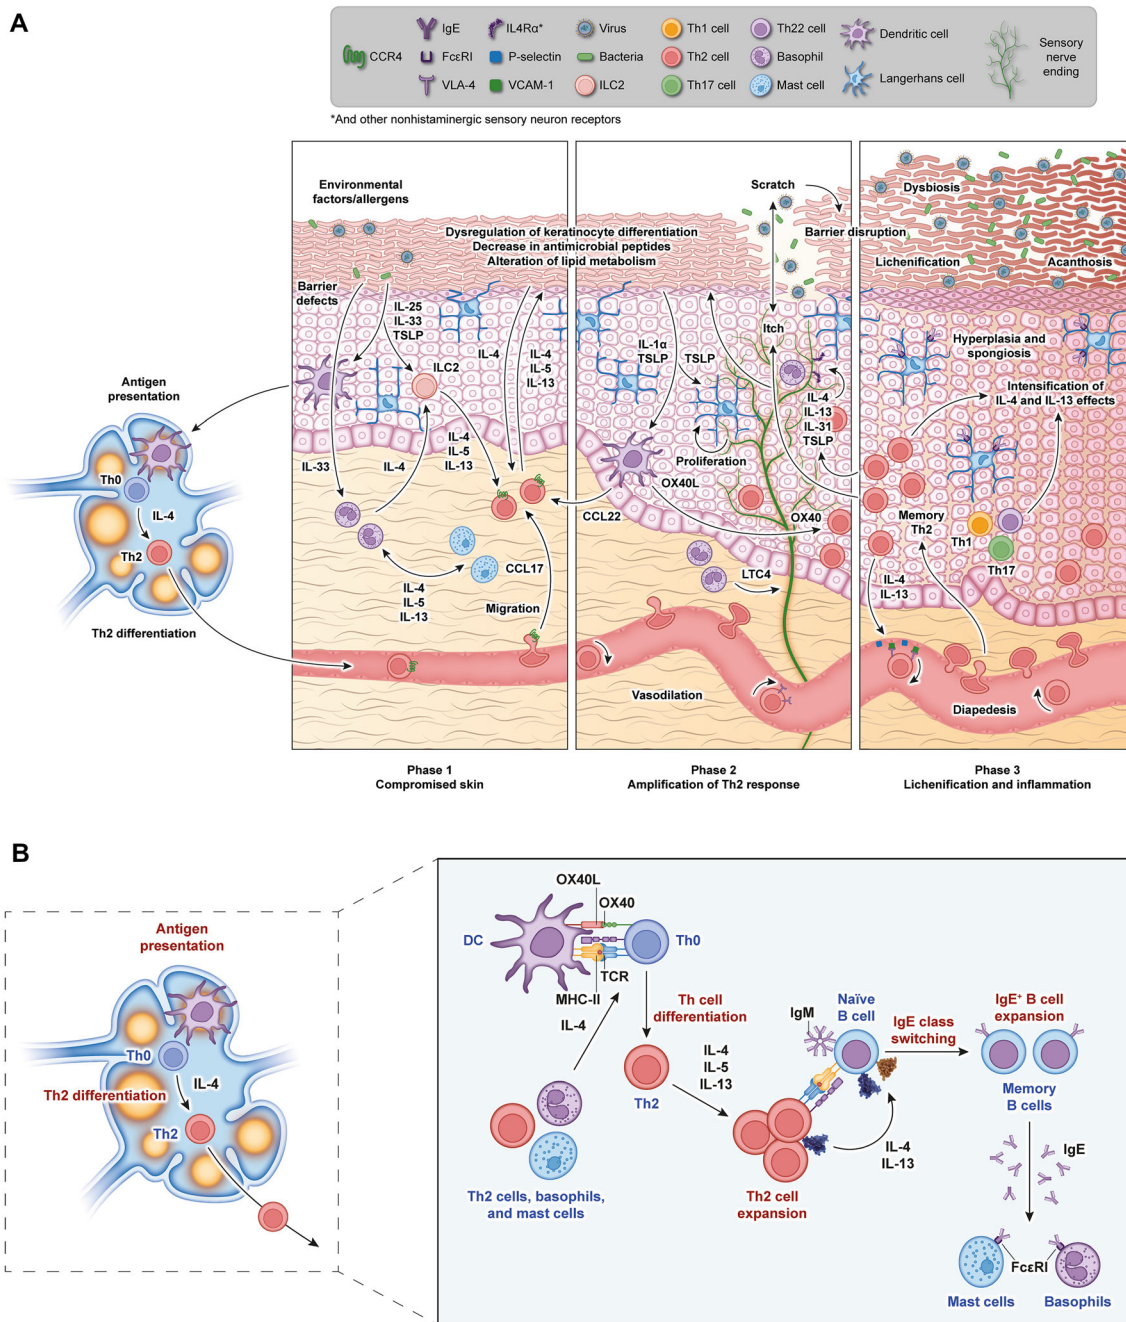 A
CCR4
IgE
FcεRI
VLA-4
IL4Rα*
P-selectin
VCAM-1
Virus
Bacteria
ILC2
Th1 cell
Th2 cell
Th17 cell
Th22 cell
Basophil
Mast cell
Dendritic cell
Langerhans cell
Sensory
nerve
ending
*And other nonhistaminergic sensory neuron receptors
Environmental
factors/allergens
Dysregulation of keratinocyte differentiation
Decrease in antimicrobial peptides
Alteration of lipid metabolism
Barrier
defects
IL-25
IL-33
TSLP
ILC2
IL-4
IL-4
IL-5
IL-13
IL-33
IL-4
IL-4
IL-5
IL-13
CCL17
IL-4
IL-5
IL-13
Migration
Antigen
presentation
Th0
IL-4
Th2
Th2 differentiation
Scratch
Barrier disruption
Itch
IL-1α
TSLP
TSLP
IL-4
IL-13
IL-31
TSLP
Proliferation
OX40L
CCL22
OX40
LTC4
Vasodilation
Dysbiosis
Lichenification
Acanthosis
Hyperplasia and
spongiosis
Intensification of
IL-4 and IL-13 effects
Memory
Th2
Th1
Th17
IL-4
IL-13
Diapedesis
Phase 1
Compromised skin
Phase 2
Amplification of Th2 response
Phase 3
Lichenification and inflammation
B
Antigen
presentation
Th0
IL-4
Th2 differentiation
Th2
OX40L
OX40
DC
Th0
TCR
MHC-II
IL-4
Th cell
differentiation
Th2
IL-4
IL-5
IL-13
Th2 cells, basophils,
and mast cells
Th2 cell
expansion
IgM
Naïve
B cell
IgE class
switching
IL-4
IL-13
IgE⁺ B cell
expansion
Memory
B cells
IgE
FcεRI
Mast cells
Basophils